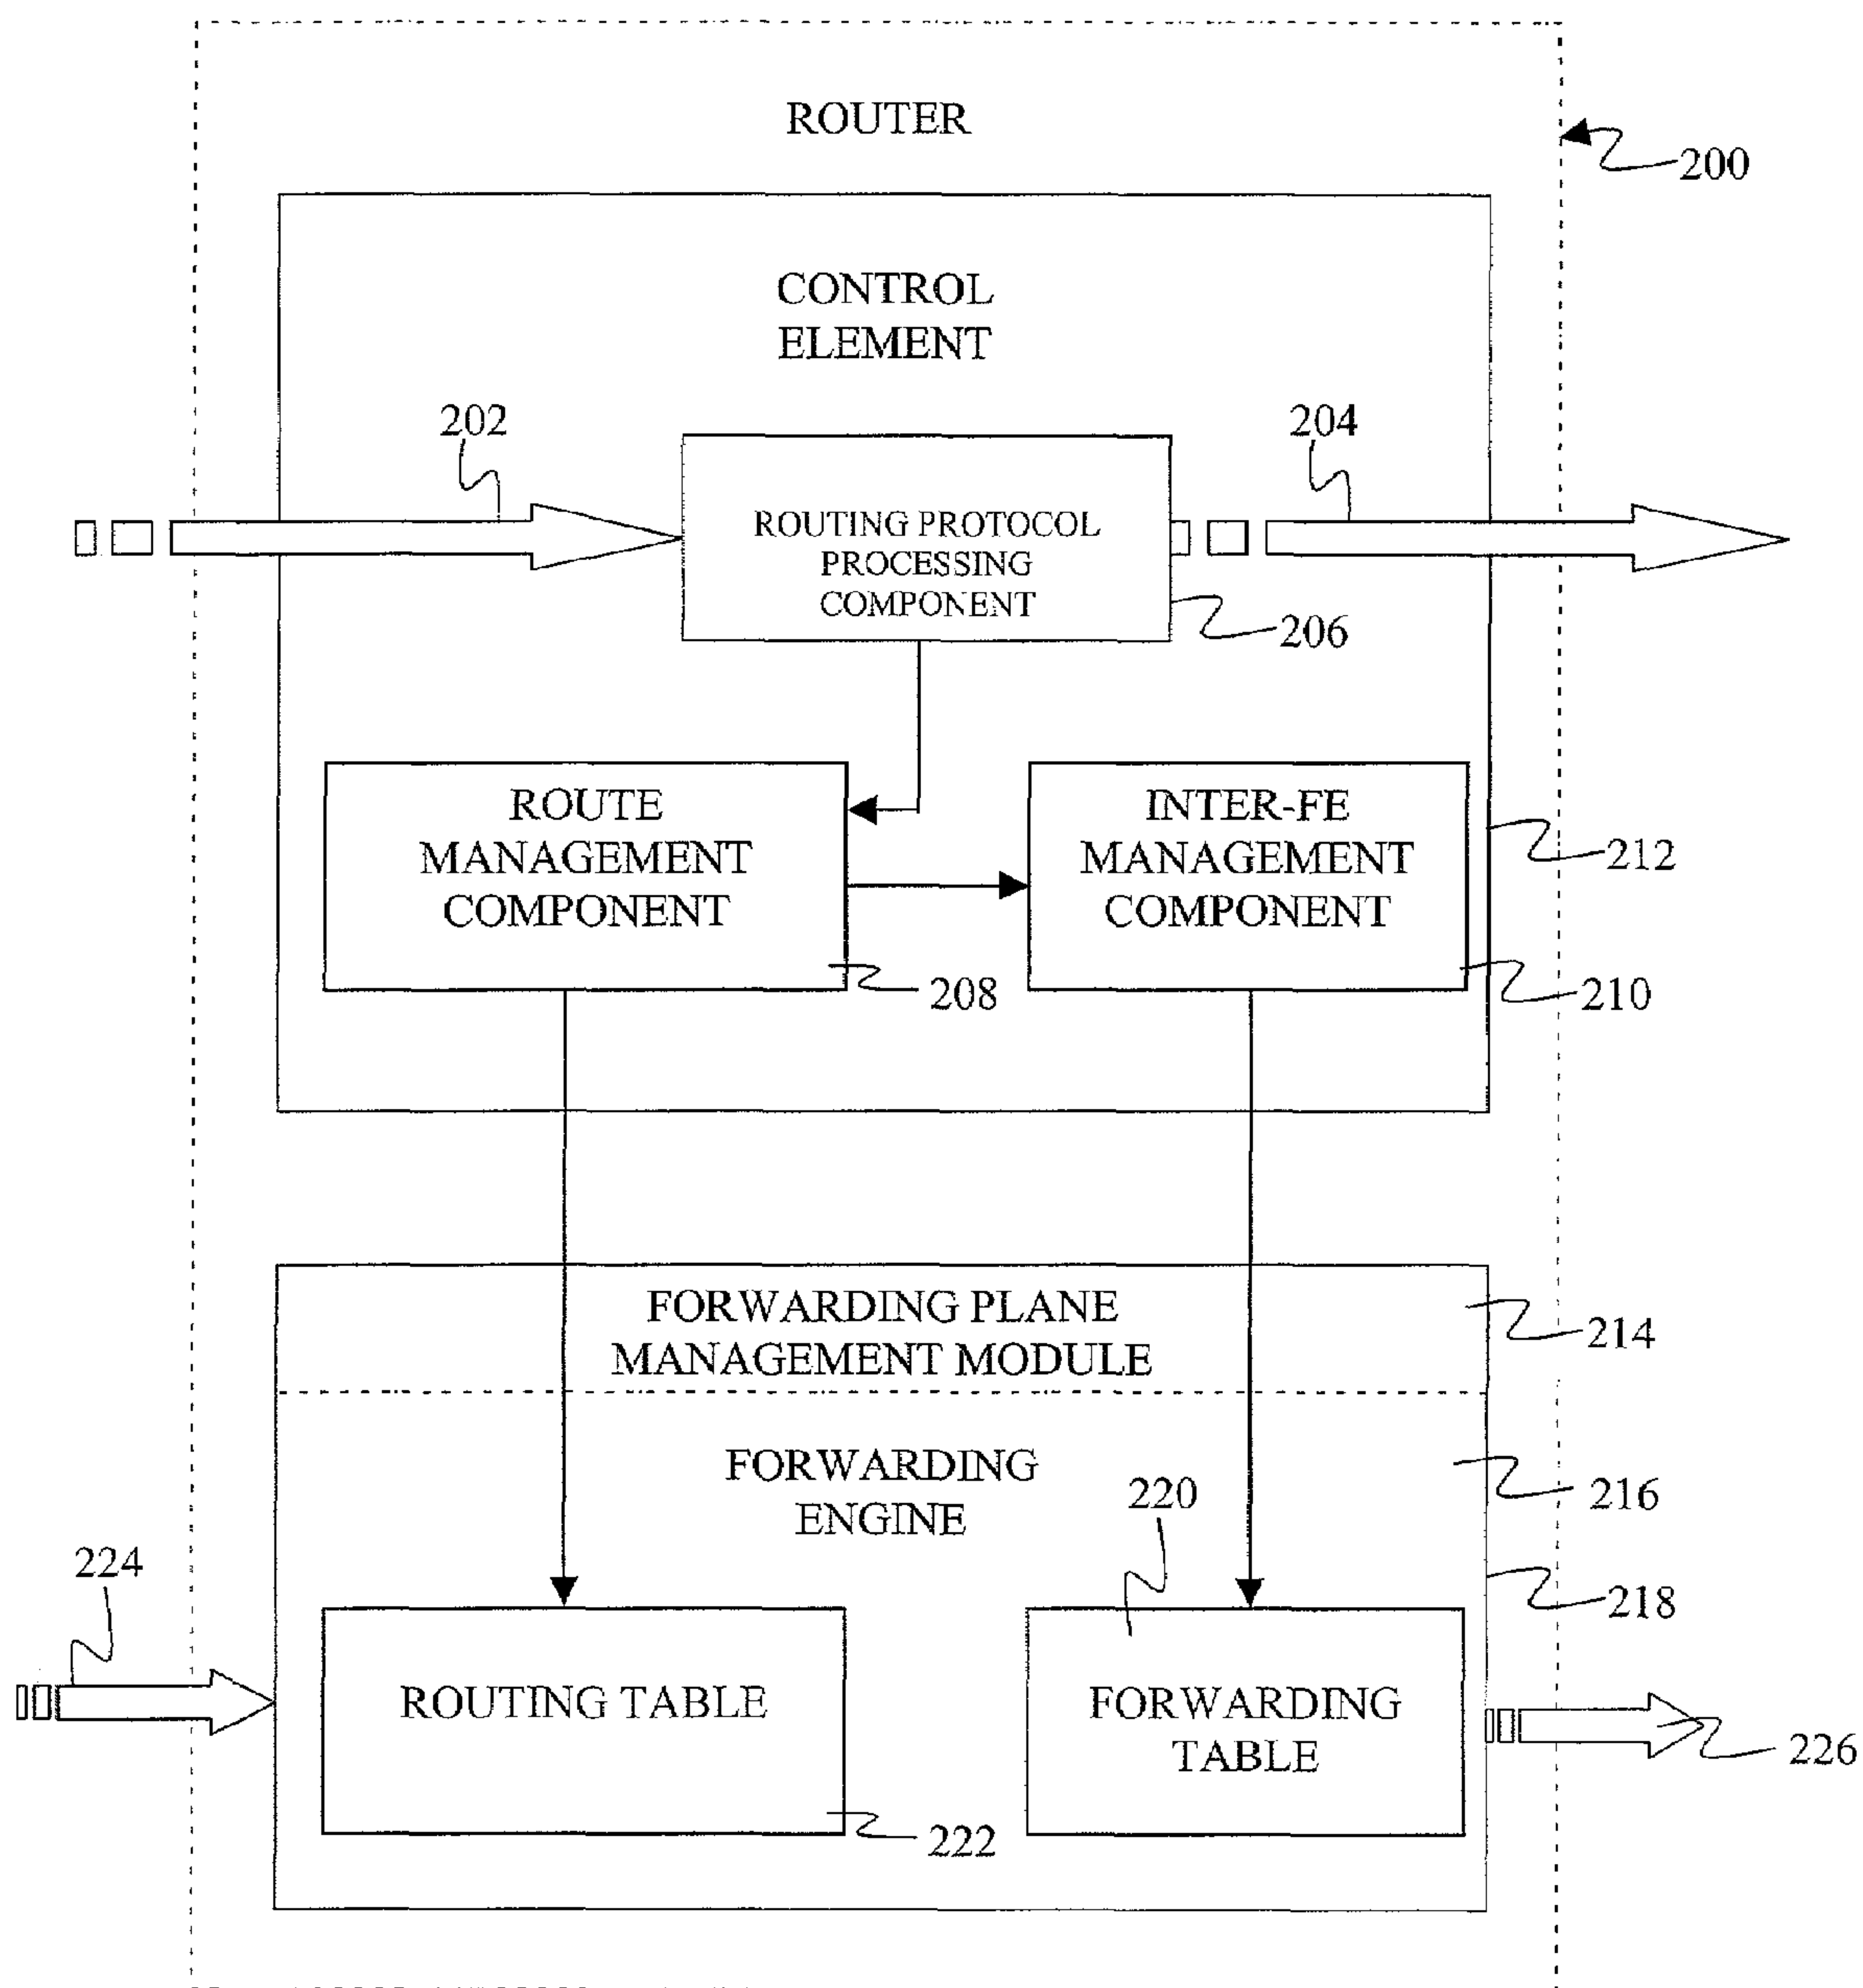 ROUTER
200
CONTROL
ELEMENT
202
204
ROUTING PROTOCOL
PROCESSING
COMPONENT
206
ROUTE
MANAGEMENT
COMPONENT
208
INTER-FE
MANAGEMENT
COMPONENT
212
210
FORWARDING PLANE
MANAGEMENT MODULE
214
FORWARDING
ENGINE
216
220
218
224
ROUTING TABLE
222
FORWARDING
TABLE
226